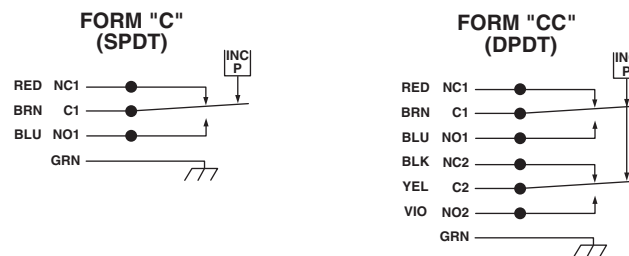 FORM "C"
(SPDT)
INC
P
RED NC1
BRN C1
BLU NO1
GRN
FORM "CC"
(DPDT)
IN
P
RED NC1
BRN C1
BLU NO1
BLK NC2
YEL C2
VIO NO2
GRN